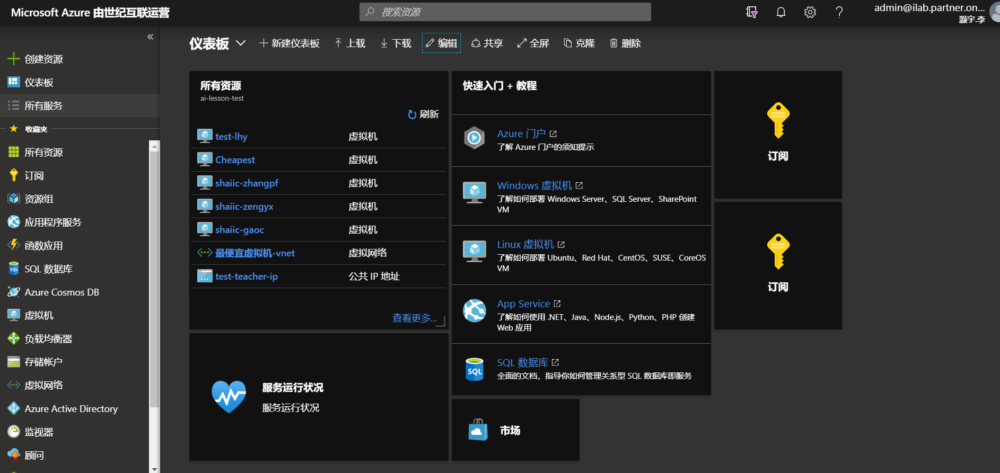 Microsoft Azure 由世纪互联运营
搜索资源
admin@ilab.partner.on...
灏宇.李
«
创建资源
仪表板
所有服务
收藏夹
所有资源
订阅
资源组
应用程序服务
函数应用
SQL 数据库
Azure Cosmos DB
虚拟机
负载均衡器
存储帐户
虚拟网络
Azure Active Directory
监视器
顾问
仪表板
新建仪表板
上载
下载
编辑
共享
全屏
克隆
删除
所有资源
ai-lesson-test
刷新
test-lhy 虚拟机
Cheapest 虚拟机
shaiic-zhangpf 虚拟机
shaiic-zengyx 虚拟机
shaiic-gaoc 虚拟机
最便宜虚拟机-vnet 虚拟网络
test-teacher-ip 公共 IP 地址
查看更多...
服务运行状况
服务运行状况
快速入门 + 教程
Azure 门户
了解 Azure 门户的须知提示
Windows 虚拟机
了解如何部署 Windows Server、SQL Server、SharePoint
VM
Linux 虚拟机
了解如何部署 Ubuntu、Red Hat、CentOS、SUSE、CoreOS
VM
App Service
了解如何使用 .NET、Java、Node.js、Python、PHP 创建
Web 应用
SQL
SQL 数据库
全面的文档，指导你如何管理关系型 SQL 数据库即服务
市场
订阅
订阅